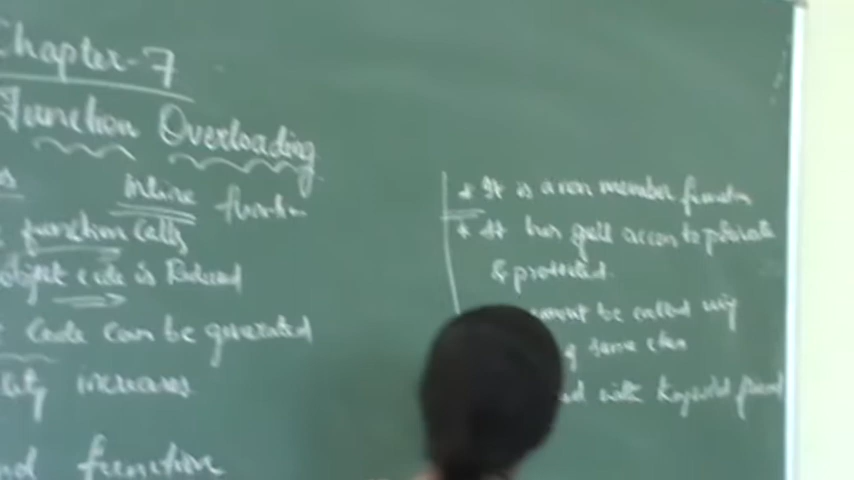 Chapter-7
Function Overloading
inline function
function calls
object code is Reduced
code can be generated
increases
function
* It is a non member function
* It has full access to private
& protected.
cannot be called
same class
with keyword friend